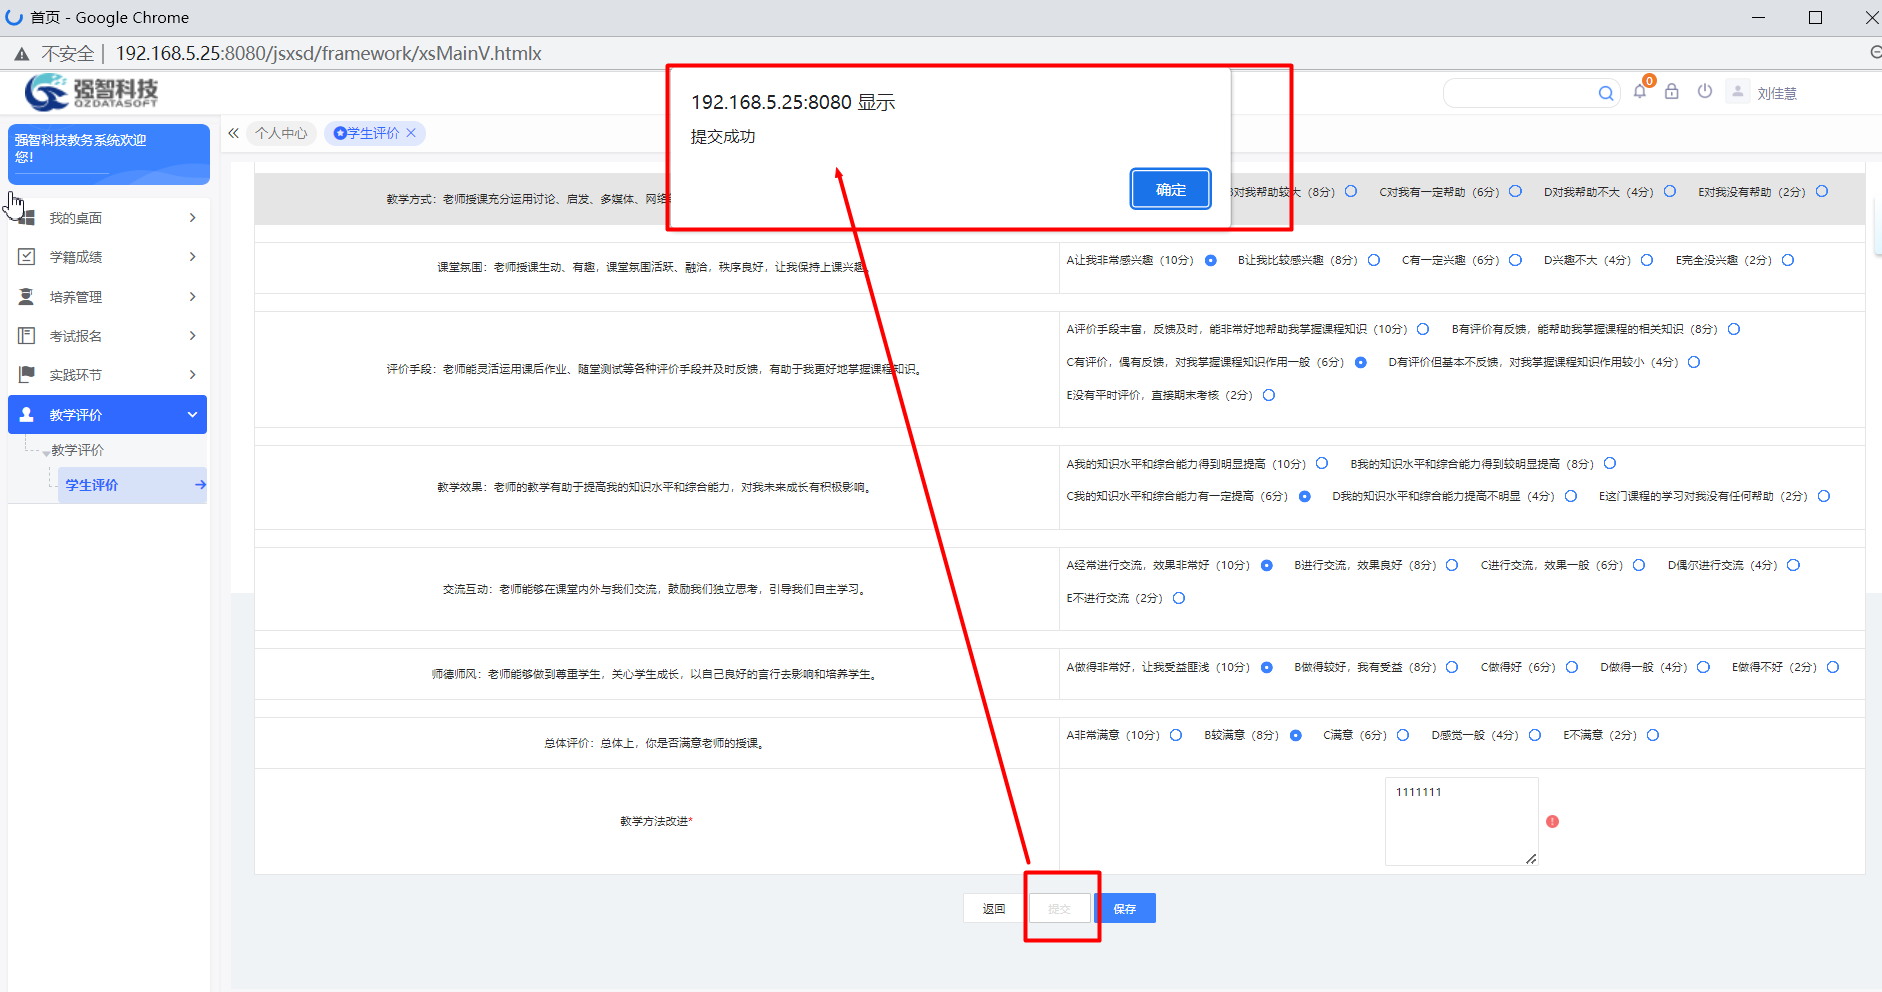 首页 - Google Chrome
不安全 | 192.168.5.25:8080/jsxsd/framework/xsMainV.htmlx
强智科技
QZDATASOFT
0
刘佳慧
192.168.5.25:8080 显示
提交成功
确定
强智科技教务系统欢迎
您!
个人中心
学生评价
我的桌面
学籍成绩
培养管理
考试报名
实践环节
教学评价
教学评价
学生评价
教学方式：老师授课充分运用讨论、启发、多媒体、网络
B对我帮助较大（8分） C对我有一定帮助（6分） D对我帮助不大（4分） E对我没有帮助（2分）
课堂氛围：老师授课生动、有趣，课堂氛围活跃、融洽，秩序良好，让我保持上课兴趣。
A让我非常感兴趣（10分） B让我比较感兴趣（8分） C有一定兴趣（6分） D兴趣不大（4分） E完全没兴趣（2分）
评价手段：老师能灵活运用课后作业、随堂测试等各种评价手段并及时反馈，有助于我更好地掌握课程知识。
A评价手段丰富，反馈及时，能非常好地帮助我掌握课程知识（10分） B有评价有反馈，能帮助我掌握课程的相关知识（8分）
C有评价，偶有反馈，对我掌握课程知识作用一般（6分） D有评价但基本不反馈，对我掌握课程知识作用较小（4分）
E没有平时评价，直接期末考核（2分）
教学效果：老师的教学有助于提高我的知识水平和综合能力，对我未来成长有积极影响。
A我的知识水平和综合能力得到明显提高（10分） B我的知识水平和综合能力得到较明显提高（8分）
C我的知识水平和综合能力有一定提高（6分） D我的知识水平和综合能力提高不明显（4分） E这门课程的学习对我没有任何帮助（2分）
交流互动：老师能够在课堂内外与我们交流，鼓励我们独立思考，引导我们自主学习。
A经常进行交流，效果非常好（10分） B进行交流，效果良好（8分） C进行交流，效果一般（6分） D偶尔进行交流（4分）
E不进行交流（2分）
师德师风：老师能够做到尊重学生，关心学生成长，以自己良好的言行去影响和培养学生。
A做得非常好，让我受益匪浅（10分） B做得较好，我有受益（8分） C做得好（6分） D做得一般（4分） E做得不好（2分）
总体评价：总体上，你是否满意老师的授课。
A非常满意（10分） B较满意（8分） C满意（6分） D感觉一般（4分） E不满意（2分）
教学方法改进*
1111111
返回
提交
保存